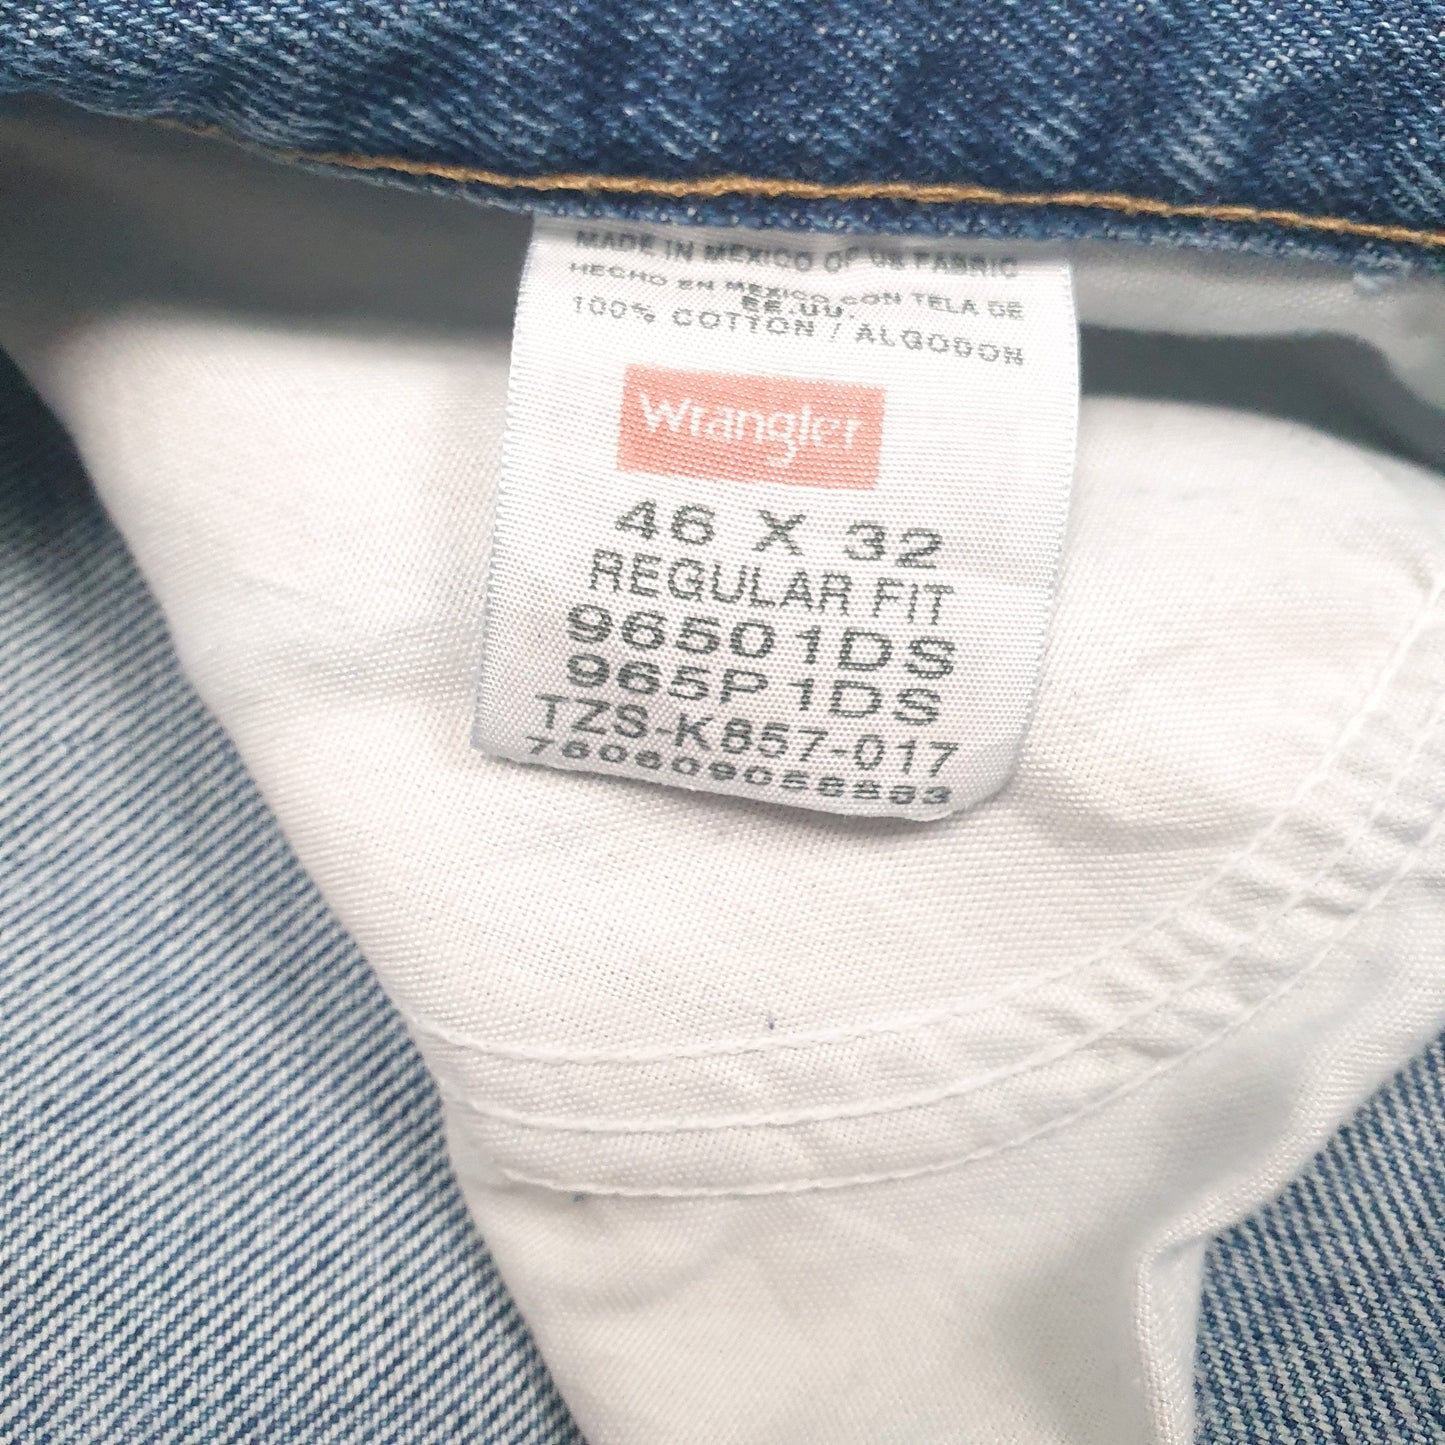 MADE IN MEXICO OF US FABRIC
HECHO EN MEXICO CON TELA DE
EE.UU.
100% COTTON / ALGODON
Wrangler
46 X 32
REGULAR FIT
96501DS
965P1DS
TZS-K857-017